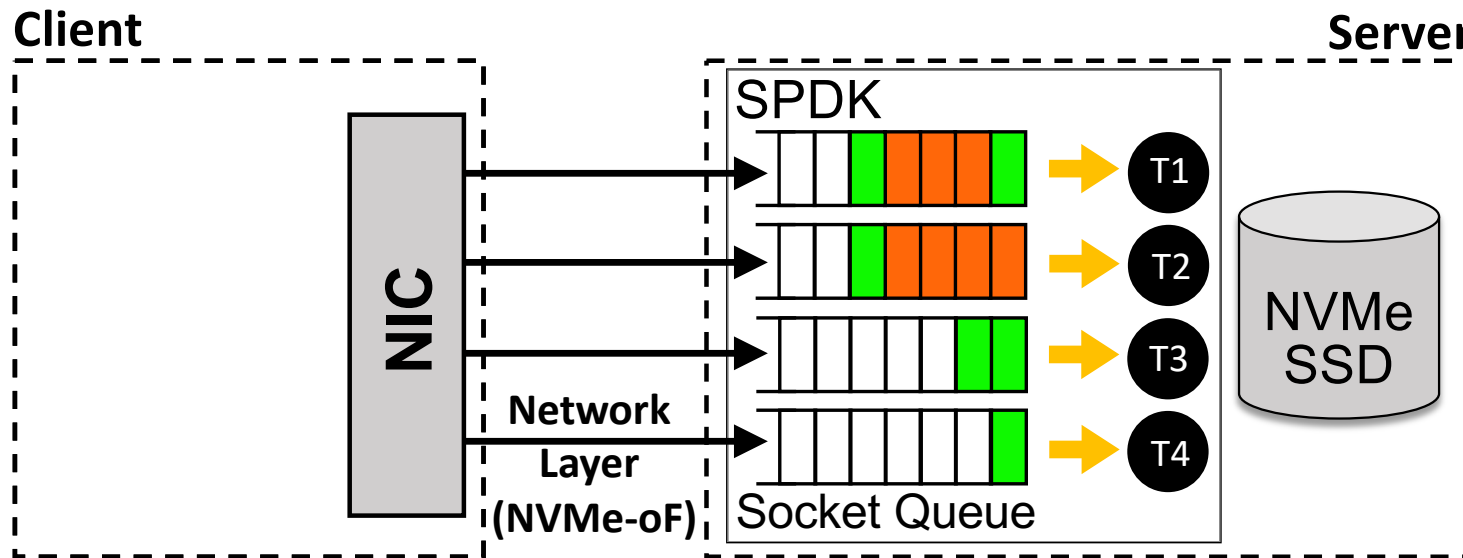 Client
Server
SPDK
T1
T2
NIC
T3
T4
NVMe
SSD
Network
Layer
(NVMe-oF)
Socket Queue